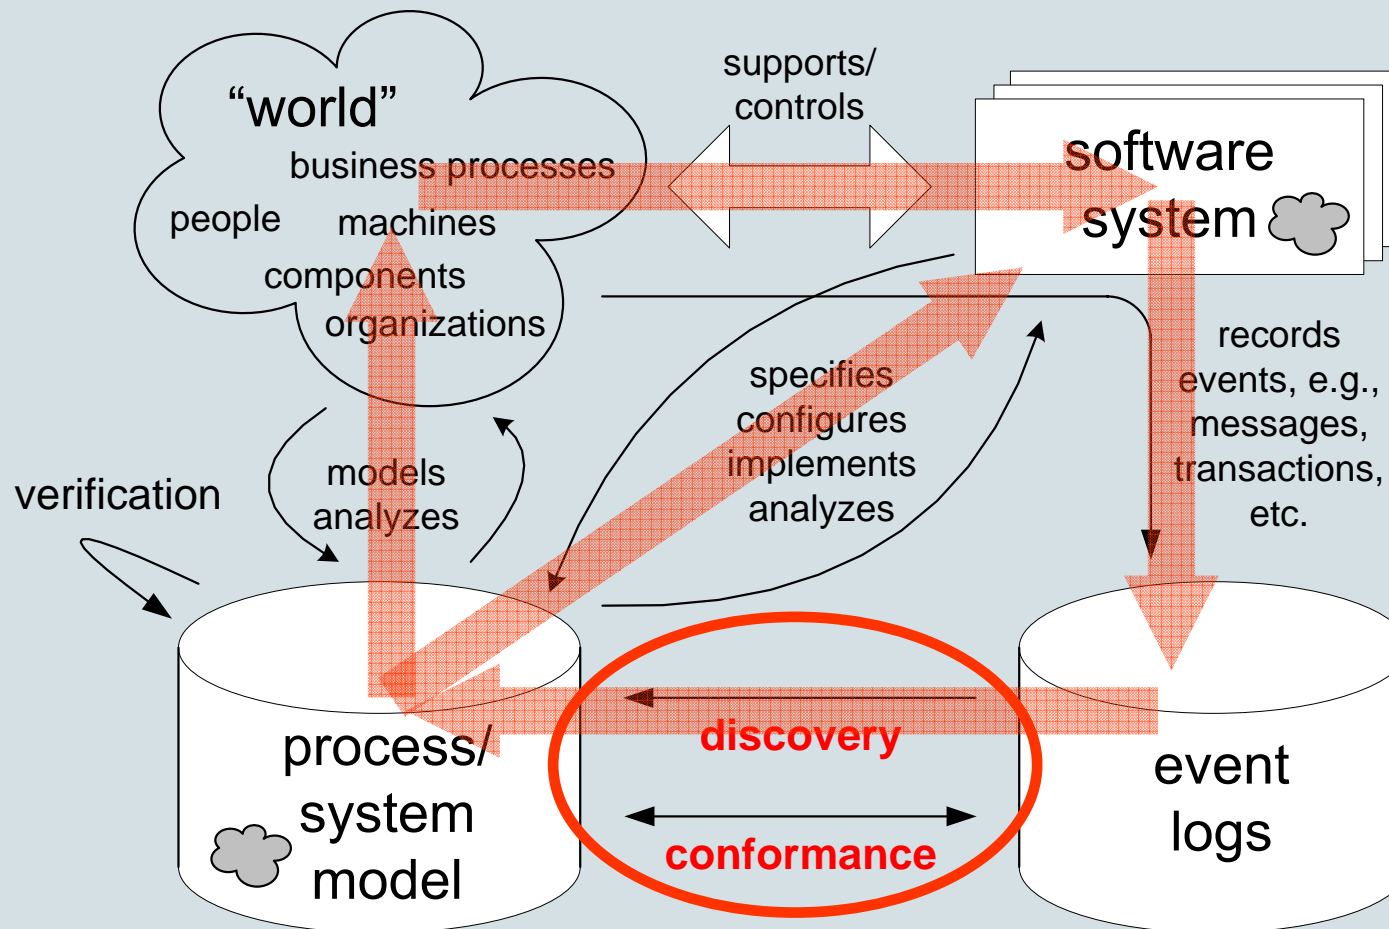 “world”
business processes
people
machines
components
organizations
supports/
controls
software
system
models
analyzes
verification
specifies
configures
implements
analyzes
records
events, e.g.,
messages,
transactions,
etc.
process/
system
model
discovery
conformance
event
logs